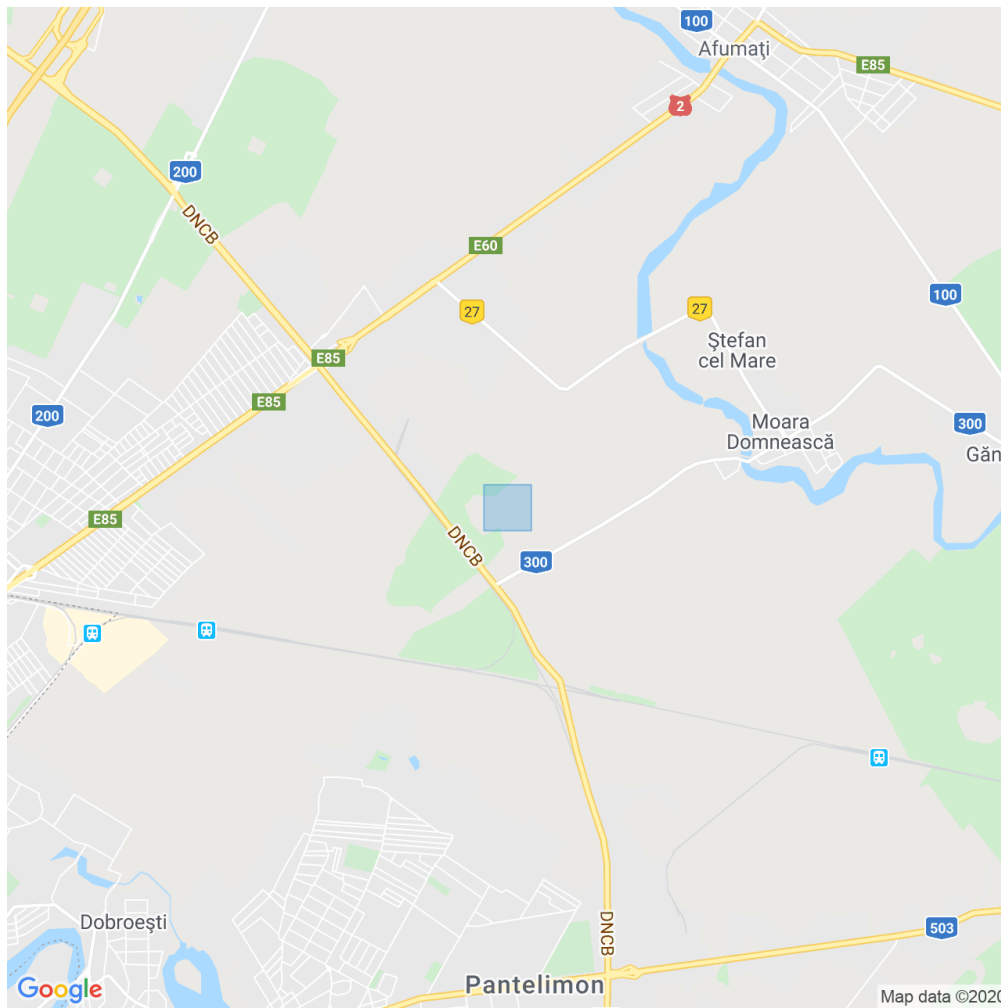 100
Afumaţi
E85
2
200
DNCB
E60
100
27
27
Ştefan
cel Mare
E85
E85
200
Moara
Domnească
300
Găn
E85
DNCB
300
Dobroeşti
DNCB
503
Pantelimon
Google
Map data ©2020